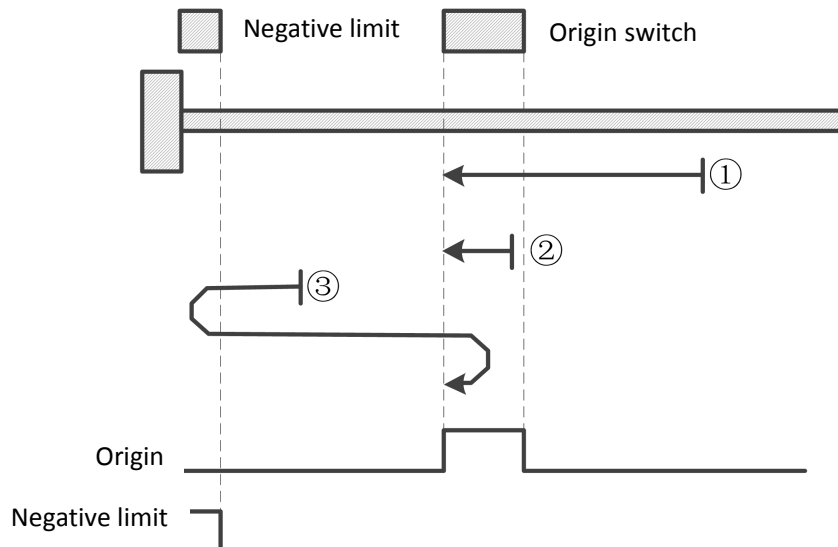 Negative limit
Origin switch
①
②
③
Origin
Negative limit